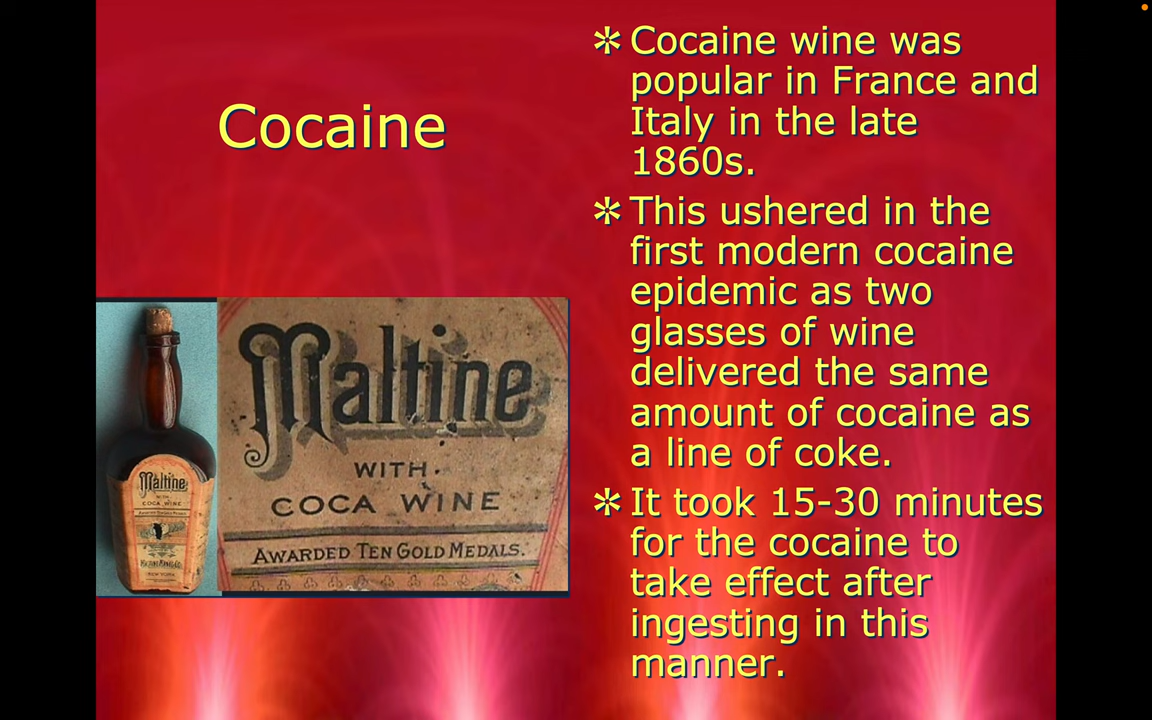 Cocaine
✲ Cocaine wine was
popular in France and
Italy in the late
1860s.
✲ This ushered in the
first modern cocaine
epidemic as two
glasses of wine
delivered the same
amount of cocaine as
a line of coke.
✲ It took 15-30 minutes
for the cocaine to
take effect after
ingesting in this
manner.
Maltine
WITH
COCA WINE
Maltine
WITH.
COCA WINE
AWARDED TEN GOLD MEDALS.